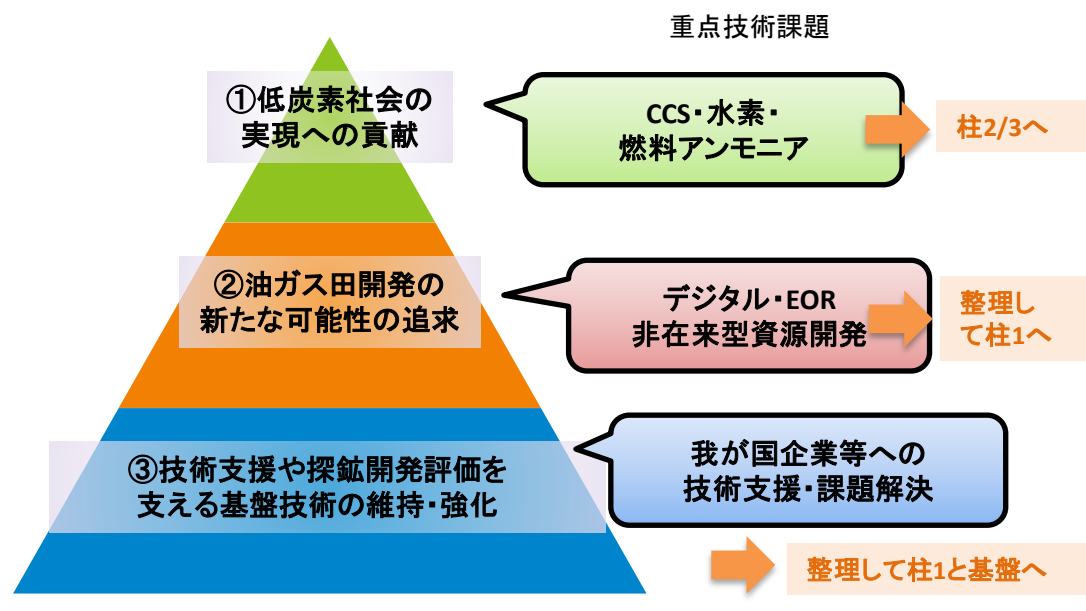 重点技術課題
①低炭素社会の
実現への貢献
CCS・水素・
燃料アンモニア
柱2/3へ
②油ガス田開発の
新たな可能性の追求
デジタル・EOR
非在来型資源開発
整理し
て柱1へ
③技術支援や探鉱開発評価を
支える基盤技術の維持・強化
我が国企業等への
技術支援・課題解決
整理して柱1と基盤へ